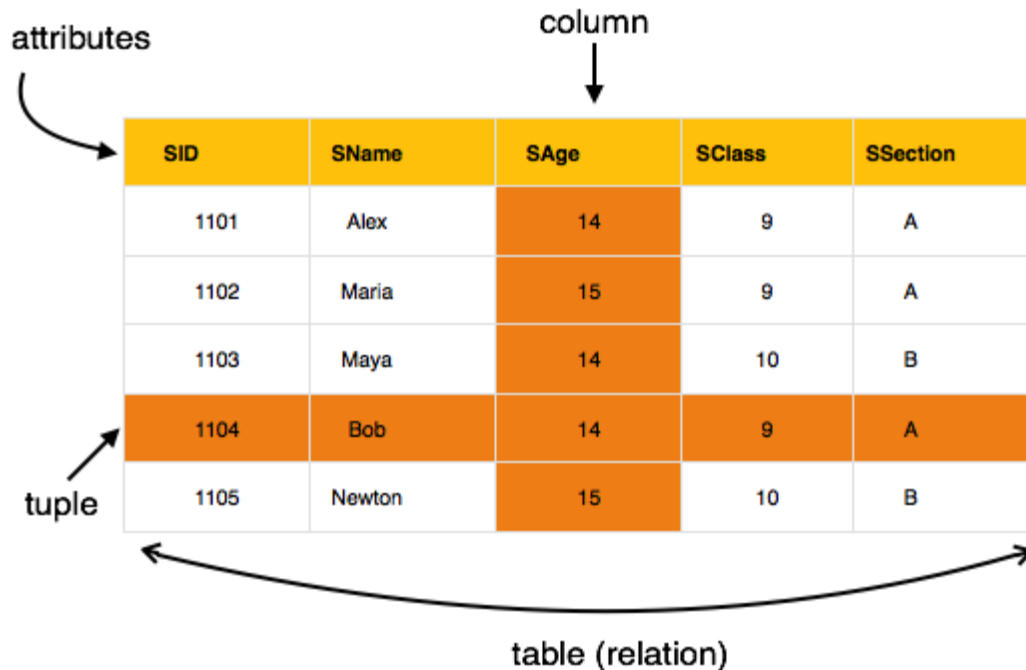 attributes
column
SID SName SAge SClass SSection
1101 Alex 14 9 A
1102 Maria 15 9 A
1103 Maya 14 10 B
1104 Bob 14 9 A
tuple
1105 Newton 15 10 B
table (relation)